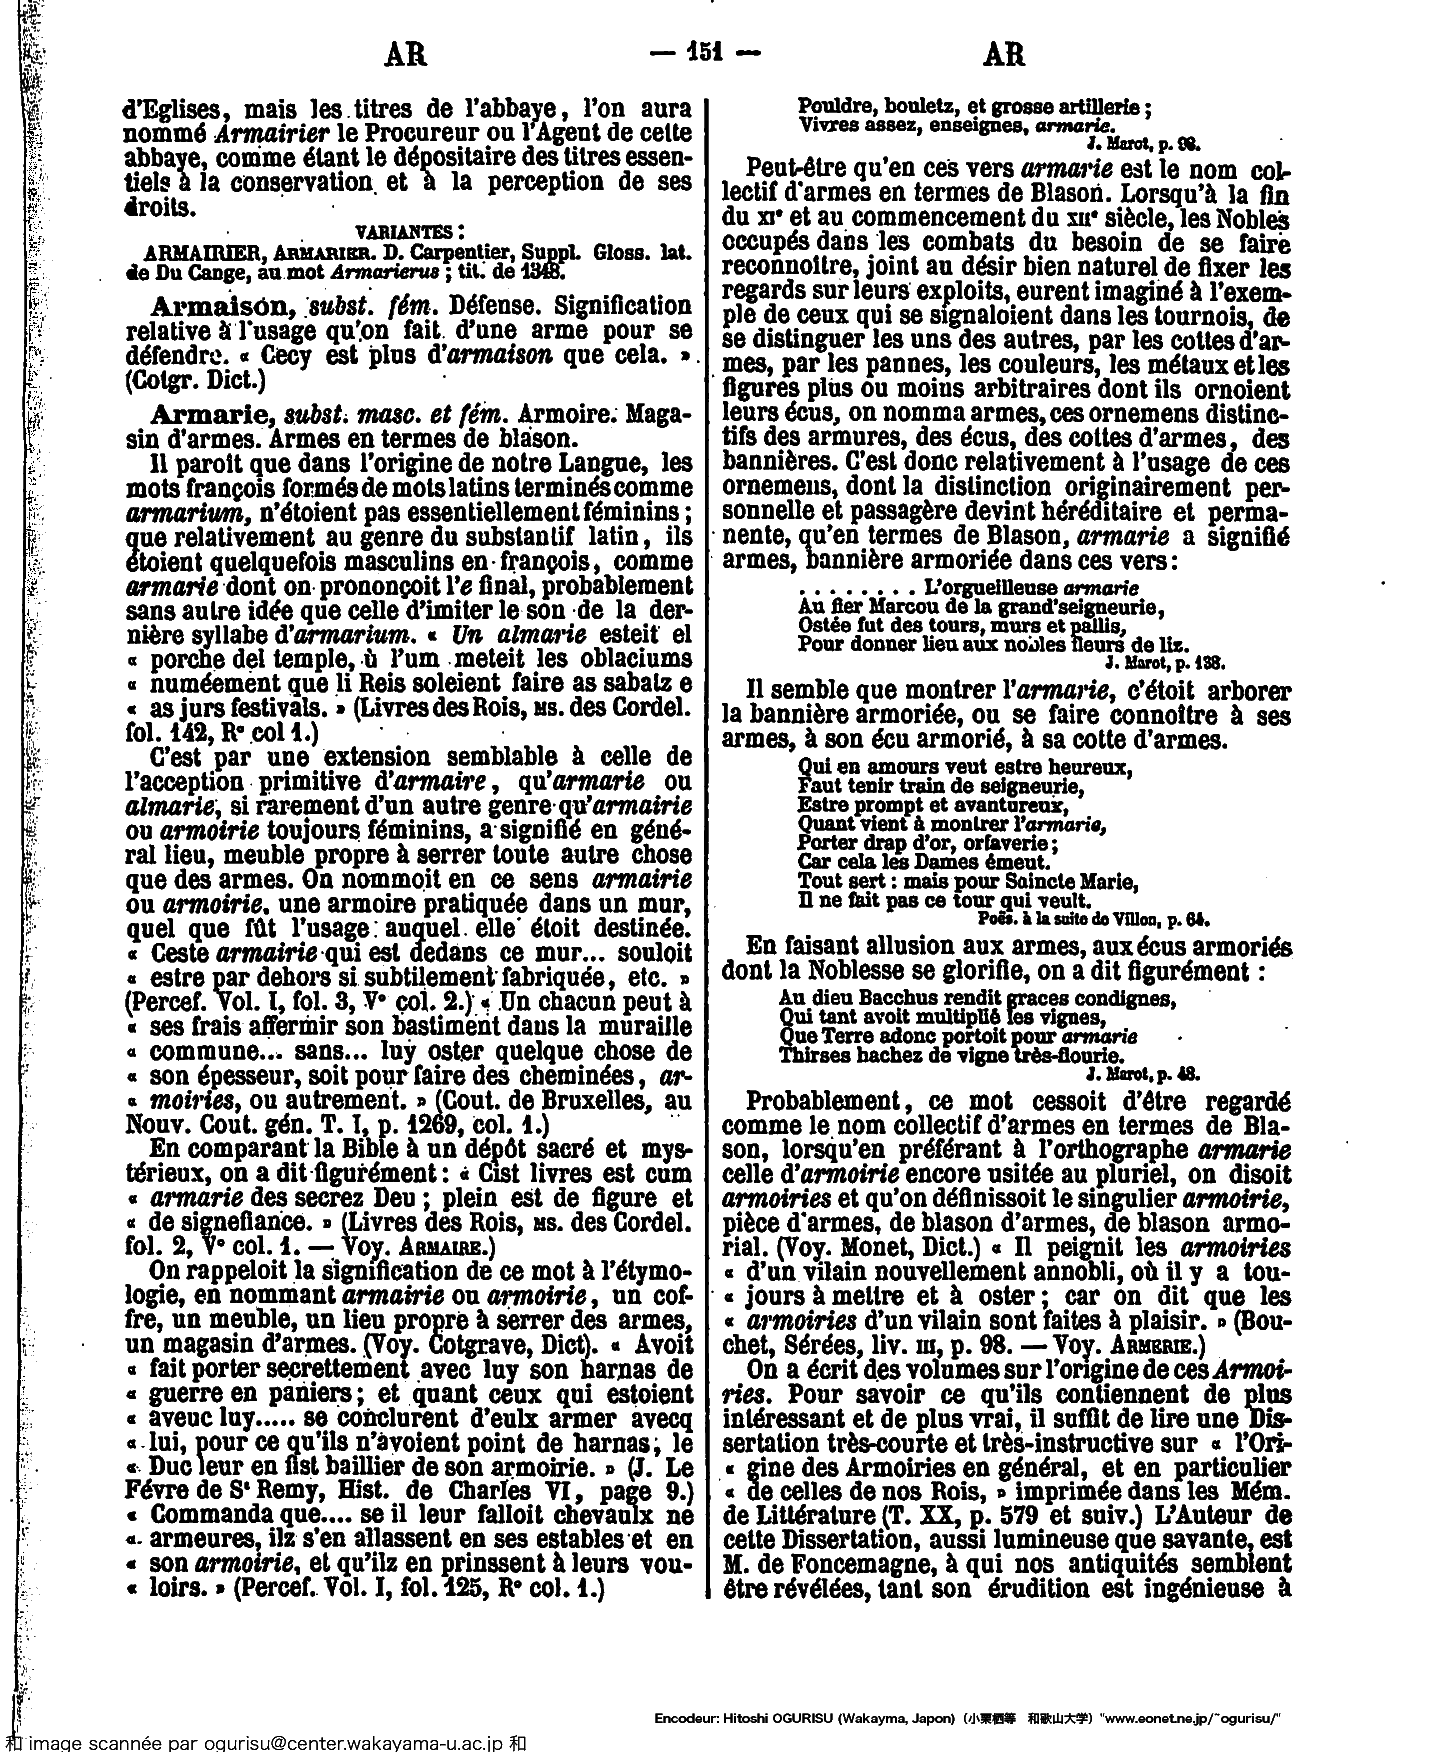 AR — 151 — AR
d'Eglises, mais les titres de l'abbaye, l'on aura
nommé Armairier le Procureur ou l'Agent de cette
abbaye, comme étant le dépositaire des titres essen-
tiels à la conservation et à la perception de ses
droits.
VARIANTES :
ARMAIRIER, ARMARIER. D. Carpentier, Suppl. Gloss. lat.
de Du Cange, au mot Armarierus ; tit. de 1348.
Armaison, subst. fém. Défense. Signification
relative à l'usage qu'on fait d'une arme pour se
défendre. « Cecy est plus d'armaison que cela. »
(Cotgr. Dict.)
Armarie, subst. masc. et fém. Armoire. Maga-
sin d'armes. Armes en termes de blason.
Il paroit que dans l'origine de notre Langue, les
mots françois formés de mots latins terminés comme
armarium, n'étoient pas essentiellement féminins ;
que relativement au genre du substantif latin, ils
étoient quelquefois masculins en françois, comme
armarie dont on prononçoit l'e final, probablement
sans autre idée que celle d'imiter le son de la der-
nière syllabe d'armarium. « Un almarie esteit el
« porche del temple, ù l'um meteit les oblaciums
« numéement que li Reis soleient faire as sabatz e
« as jurs festivals. » (Livres des Rois, MS. des Cordel.
fol. 142, R° col 1.)
C'est par une extension semblable à celle de
l'acception primitive d'armaire, qu'armarie ou
almarie, si rarement d'un autre genre qu'armairie
ou armoirie toujours féminins, a signifié en géné-
ral lieu, meuble propre à serrer toute autre chose
que des armes. On nommoit en ce sens armairie
ou armoirie, une armoire pratiquée dans un mur,
quel que fût l'usage auquel elle étoit destinée.
« Ceste armairie qui est dedans ce mur... souloit
« estre par dehors si subtilement fabriquée, etc. »
(Percef. Vol. I, fol. 3, V° col. 2.) « Un chacun peut à
« ses frais affermir son bastiment dans la muraille
« commune... sans... luy oster quelque chose de
« son épesseur, soit pour faire des cheminées, ar-
« moiries, ou autrement. » (Cout. de Bruxelles, au
Nouv. Cout. gén. T. I, p. 1269, col. 1.)
En comparant la Bible à un dépôt sacré et mys-
térieux, on a dit figurément : « Cist livres est cum
« armarie des secrez Deu ; plein est de figure et
« de signefiance. » (Livres des Rois, MS. des Cordel.
fol. 2, V° col. 1. — Voy. ARMAIRE.)
On rappeloit la signification de ce mot à l'étymo-
logie, en nommant armairie ou armoirie, un cof-
fre, un meuble, un lieu propre à serrer des armes,
un magasin d'armes. (Voy. Cotgrave, Dict). « Avoit
« fait porter secrettement avec luy son harnas de
« guerre en paniers ; et quant ceux qui estoient
« aveuc luy..... se conclurent d'eulx armer avecq
« lui, pour ce qu'ils n'avoient point de harnas, le
« Duc leur en fist baillier de son armoirie. » (J. Le
Févre de St Remy, Hist. de Charles VI, page 9.)
« Commanda que.... se il leur falloit chevaulx ne
« armeures, ilz s'en allassent en ses estables et en
« son armoirie, et qu'ilz en prinssent à leurs vou-
« loirs. » (Percef. Vol. I, fol. 125, R° col. 1.)
Pouldre, bouletz, et grosse artillerie ;
Vivres assez, enseignes, armarie.
J. Marot, p. 98.
Peut-être qu'en ces vers armarie est le nom col-
lectif d'armes en termes de Blason. Lorsqu'à la fin
du XIe et au commencement du XIIe siècle, les Nobles
occupés dans les combats du besoin de se faire
reconnoître, joint au désir bien naturel de fixer les
regards sur leurs exploits, eurent imaginé à l'exem-
ple de ceux qui se signaloient dans les tournois, de
se distinguer les uns des autres, par les cottes d'ar-
mes, par les pannes, les couleurs, les métaux et les
figures plus ou moins arbitraires dont ils ornoient
leurs écus, on nomma armes, ces ornemens distinc-
tifs des armures, des écus, des cottes d'armes, des
bannières. C'est donc relativement à l'usage de ces
ornemens, dont la distinction originairement per-
sonnelle et passagère devint héréditaire et perma-
nente, qu'en termes de Blason, armarie a signifié
armes, bannière armoriée dans ces vers :
. . . . . . . . L'orgueilleuse armarie
Au fier Marcou de la grand'seigneurie,
Ostée fut des tours, murs et pallis,
Pour donner lieu aux nobles fleurs de liz.
J. Marot, p. 138.
Il semble que montrer l'armarie, c'étoit arborer
la bannière armoriée, ou se faire connoître à ses
armes, à son écu armorié, à sa cotte d'armes.
Qui en amours veut estre heureux,
Faut tenir train de seigneurie,
Estre prompt et avantureux,
Quant vient à montrer l'armarie,
Porter drap d'or, orfaverie ;
Car cela les Dames émeut.
Tout sert : mais pour Saincte Marie,
Il ne fait pas ce tour qui veult.
Poës. à la suite de Villon, p. 64.
En faisant allusion aux armes, aux écus armoriés
dont la Noblesse se glorifie, on a dit figurément :
Au dieu Bacchus rendit graces condignes,
Qui tant avoit multiplié les vignes,
Que Terre adonc portoit pour armarie
Thirses hachez de vigne très-flourie.
J. Marot, p. 48.
Probablement, ce mot cessoit d'être regardé
comme le nom collectif d'armes en termes de Bla-
son, lorsqu'en préférant à l'orthographe armarie
celle d'armoirie encore usitée au pluriel, on disoit
armoiries et qu'on définissoit le singulier armoirie,
pièce d'armes, de blason d'armes, de blason armo-
rial. (Voy. Monet, Dict.) « Il peignit les armoiries
« d'un vilain nouvellement annobli, où il y a tou-
« jours à mettre et à oster ; car on dit que les
« armoiries d'un vilain sont faites à plaisir. » (Bou-
chet, Sérées, liv. III, p. 98. — Voy. ARMERIE.)
On a écrit des volumes sur l'origine de ces Armoi-
ries. Pour savoir ce qu'ils contiennent de plus
intéressant et de plus vrai, il suffit de lire une Dis-
sertation très-courte et très-instructive sur « l'Ori-
« gine des Armoiries en général, et en particulier
« de celles de nos Rois, » imprimée dans les Mém.
de Littérature (T. XX, p. 579 et suiv.) L'Auteur de
cette Dissertation, aussi lumineuse que savante, est
M. de Foncemagne, à qui nos antiquités semblent
être révélées, tant son érudition est ingénieuse à
Encodeur: Hitoshi OGURISU (Wakayma, Japon) (小栗栖等 和歌山大学) "www.eonet.ne.jp/~ogurisu/"
和 image scannée par ogurisu@center.wakayama-u.ac.jp 和